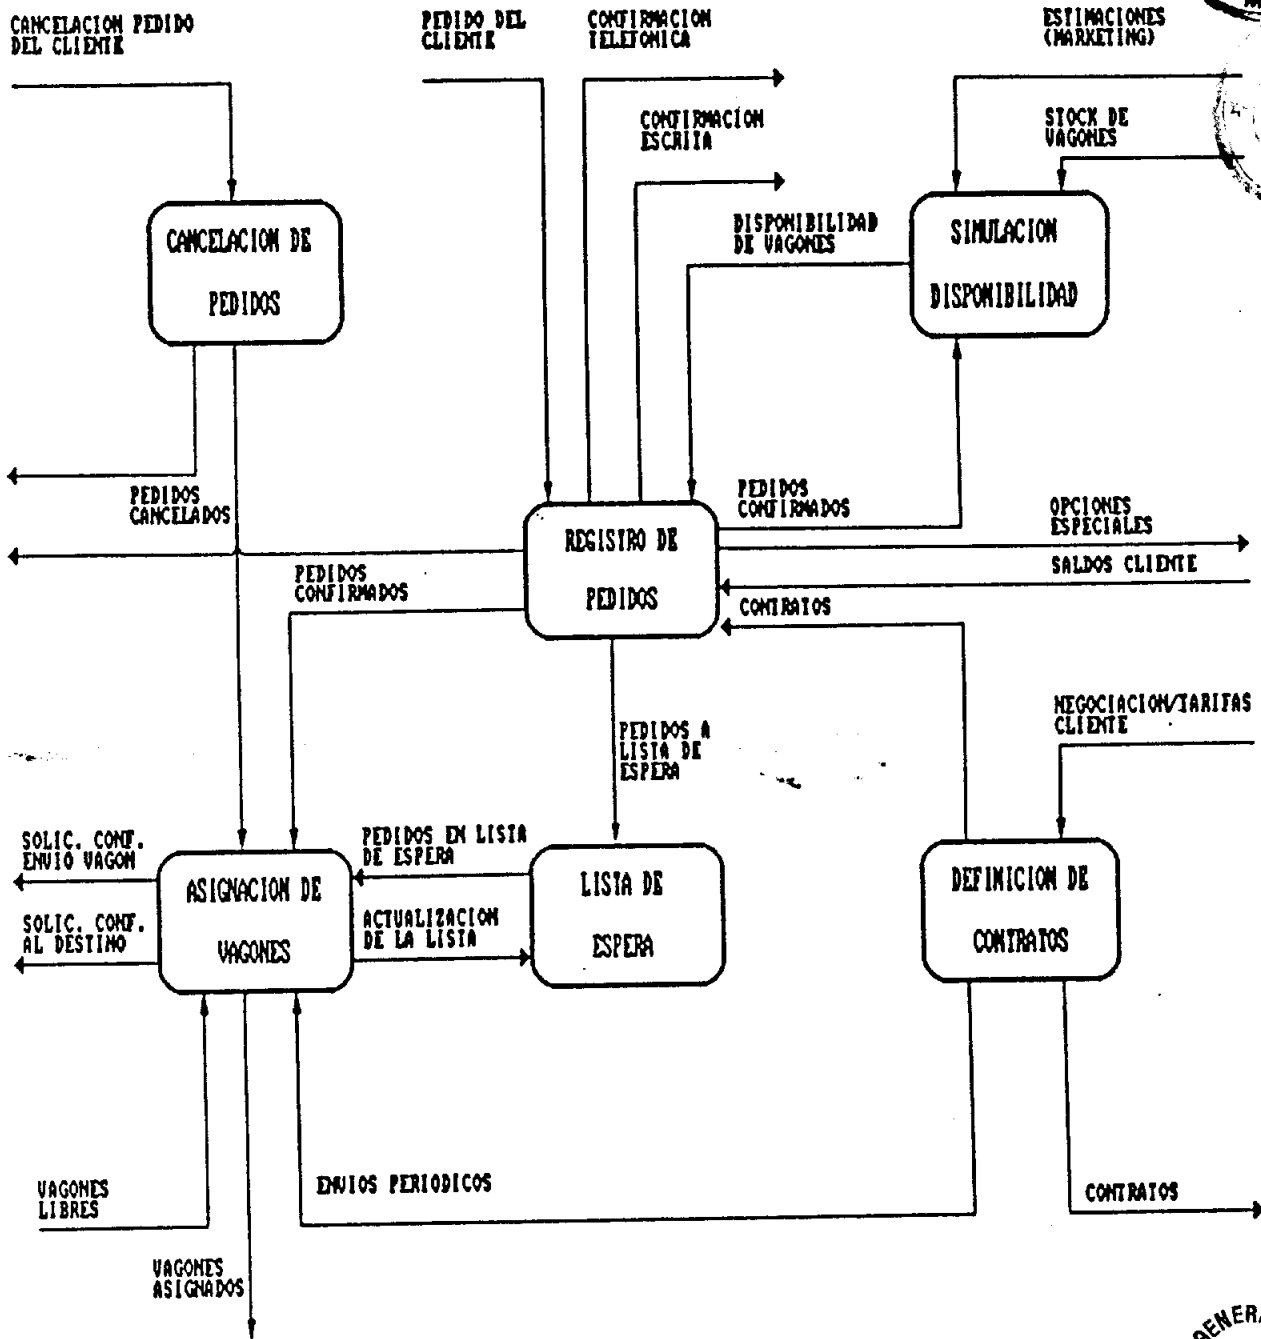 CANCELACION PEDIDO
DEL CLIENTE
PEDIDO DEL
CLIENTE
CONFIRMACION
TELEFONICA
ESTIMACIONES
(MARKETING)
CONFIRMACION
ESCRITA
STOCK DE
VAGONES
CANCELACION DE
PEDIDOS
DISPONIBILIDAD
DE VAGONES
SIMULACION
DISPONIBILIDAD
PEDIDOS
CANCELADOS
PEDIDOS
CONFIRMADOS
OPCIONES
ESPECIALES
REGISTRO DE
PEDIDOS
SALDOS CLIENTE
PEDIDOS
CONFIRMADOS
CONTRATOS
NEGOCIACION/TARIFAS
CLIENTE
PEDIDOS A
LISTA DE
ESPERA
SOLIC. CONF.
ENVIO VAGON
SOLIC. CONF.
AL DESTINO
ASIGNACION DE
VAGONES
PEDIDOS EN LISTA
DE ESPERA
ACTUALIZACION
DE LA LISTA
LISTA DE
ESPERA
DEFINICION DE
CONTRATOS
VAGONES
LIBRES
ENVIOS PERIODICOS
CONTRATOS
VAGONES
ASIGNADOS